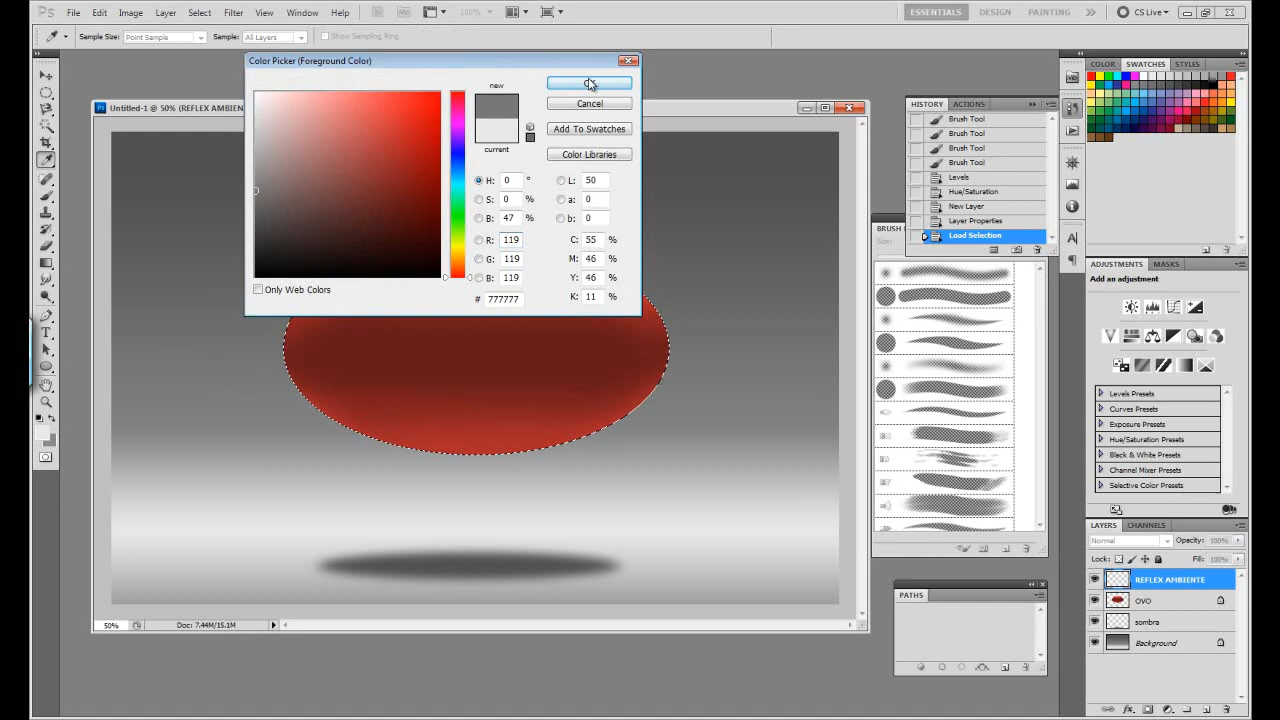 Ps File Edit Image Layer Select Filter View Window Help Br Mb 100% ESSENTIALS DESIGN PAINTING CS Live
Sample Size: Point Sample Sample: All Layers Show Sampling Ring
Color Picker (Foreground Color)
new
current
Cancel
Add To Swatches
Color Libraries
H: 0 °
S: 0 %
B: 47 %
R: 119
G: 119
B: 119
# 777777
L: 50
a: 0
b: 0
C: 55 %
M: 46 %
Y: 46 %
K: 11 %
Only Web Colors
Untitled-1 @ 50% (REFLEX AMBIEN
50% Doc: 7.44M/15.1M
HISTORY ACTIONS
Brush Tool
Brush Tool
Brush Tool
Brush Tool
Levels
Hue/Saturation
New Layer
Layer Properties
Load Selection
BRUSH
PATHS
COLOR SWATCHES STYLES
ADJUSTMENTS MASKS
Add an adjustment
Levels Presets
Curves Presets
Exposure Presets
Hue/Saturation Presets
Black & White Presets
Channel Mixer Presets
Selective Color Presets
LAYERS CHANNELS
Normal Opacity: 100%
Lock: Fill: 100%
REFLEX AMBIENTE
OVO
sombra
Background